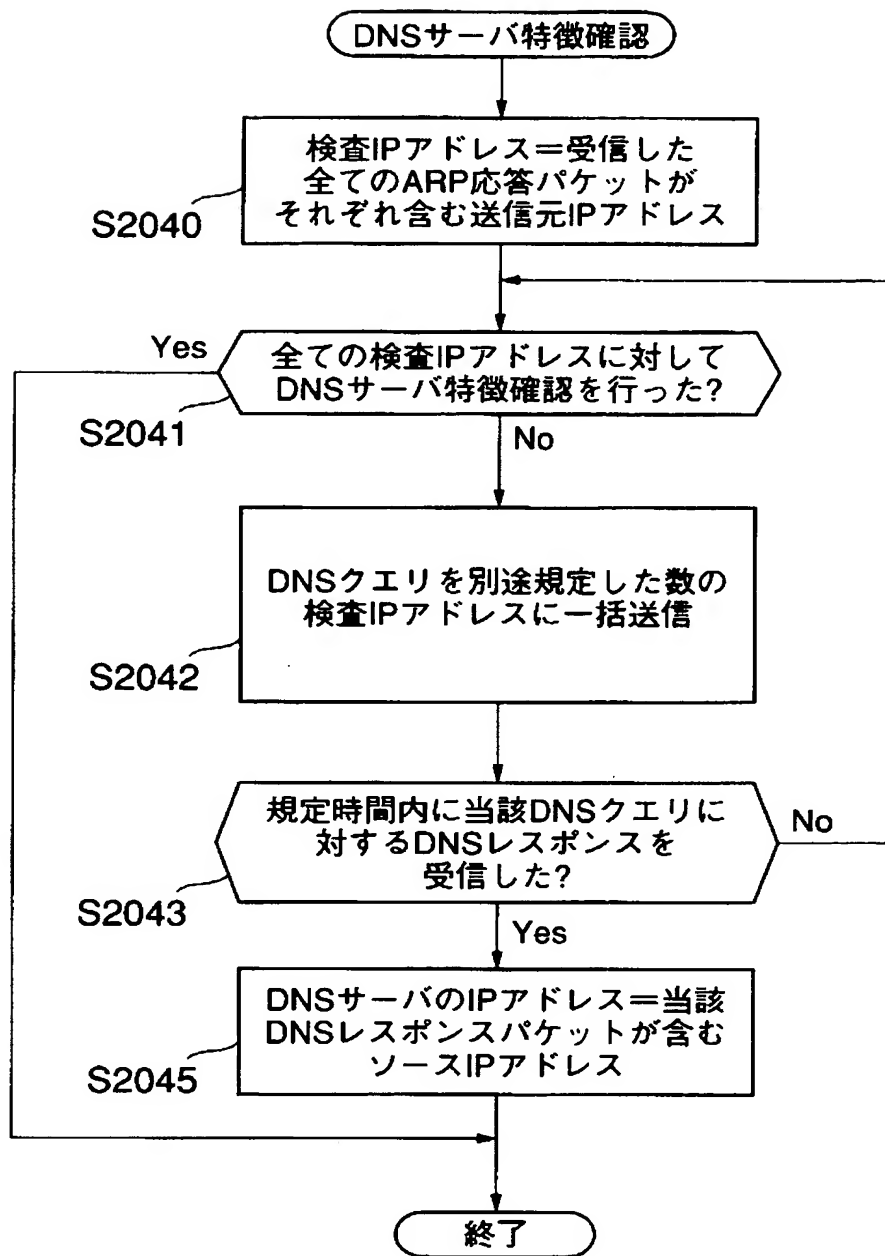 DNSサーバ特徴確認
検査IPアドレス＝受信した
全てのARP応答パケットが
それぞれ含む送信元IPアドレス
S2040
Yes
全ての検査IPアドレスに対して
DNSサーバ特徴確認を行った?
S2041
No
DNSクエリを別途規定した数の
検査IPアドレスに一括送信
S2042
規定時間内に当該DNSクエリに
対するDNSレスポンスを
受信した?
No
S2043
Yes
DNSサーバのIPアドレス＝当該
DNSレスポンスパケットが含む
ソースIPアドレス
S2045
終了